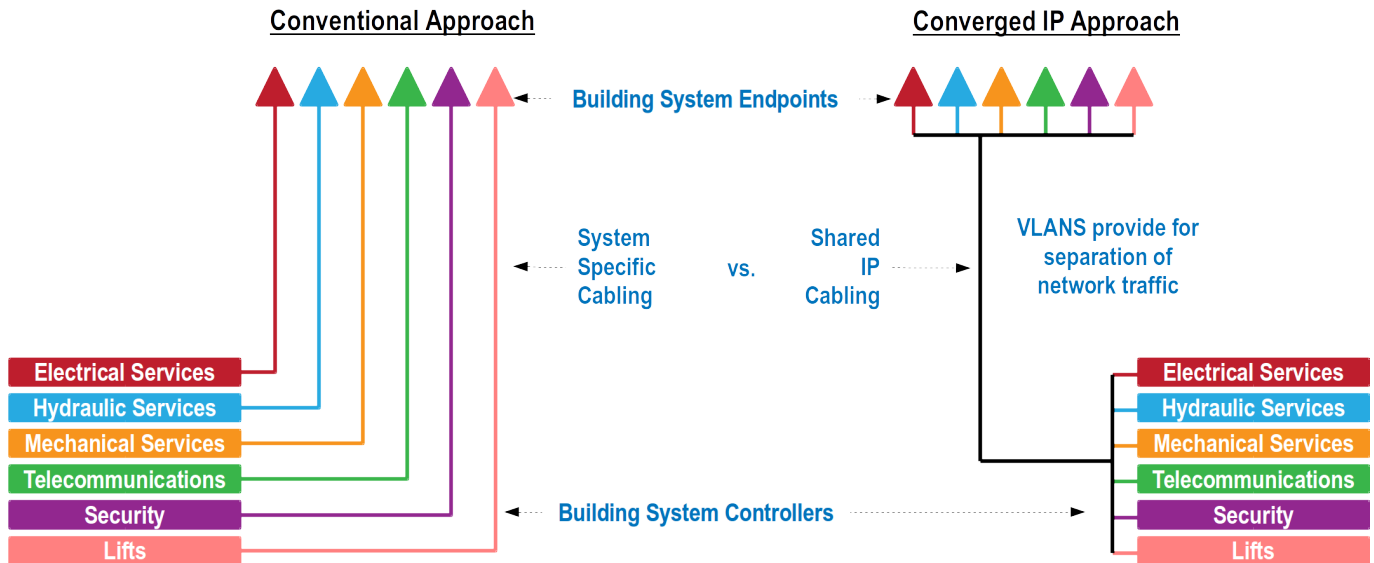 Conventional Approach
Converged IP Approach
Building System Endpoints
System
Specific
Cabling
vs.
Shared
IP
Cabling
VLANS provide for
separation of
network traffic
Electrical Services
Hydraulic Services
Mechanical Services
Telecommunications
Security
Lifts
Building System Controllers
Electrical Services
Hydraulic Services
Mechanical Services
Telecommunications
Security
Lifts